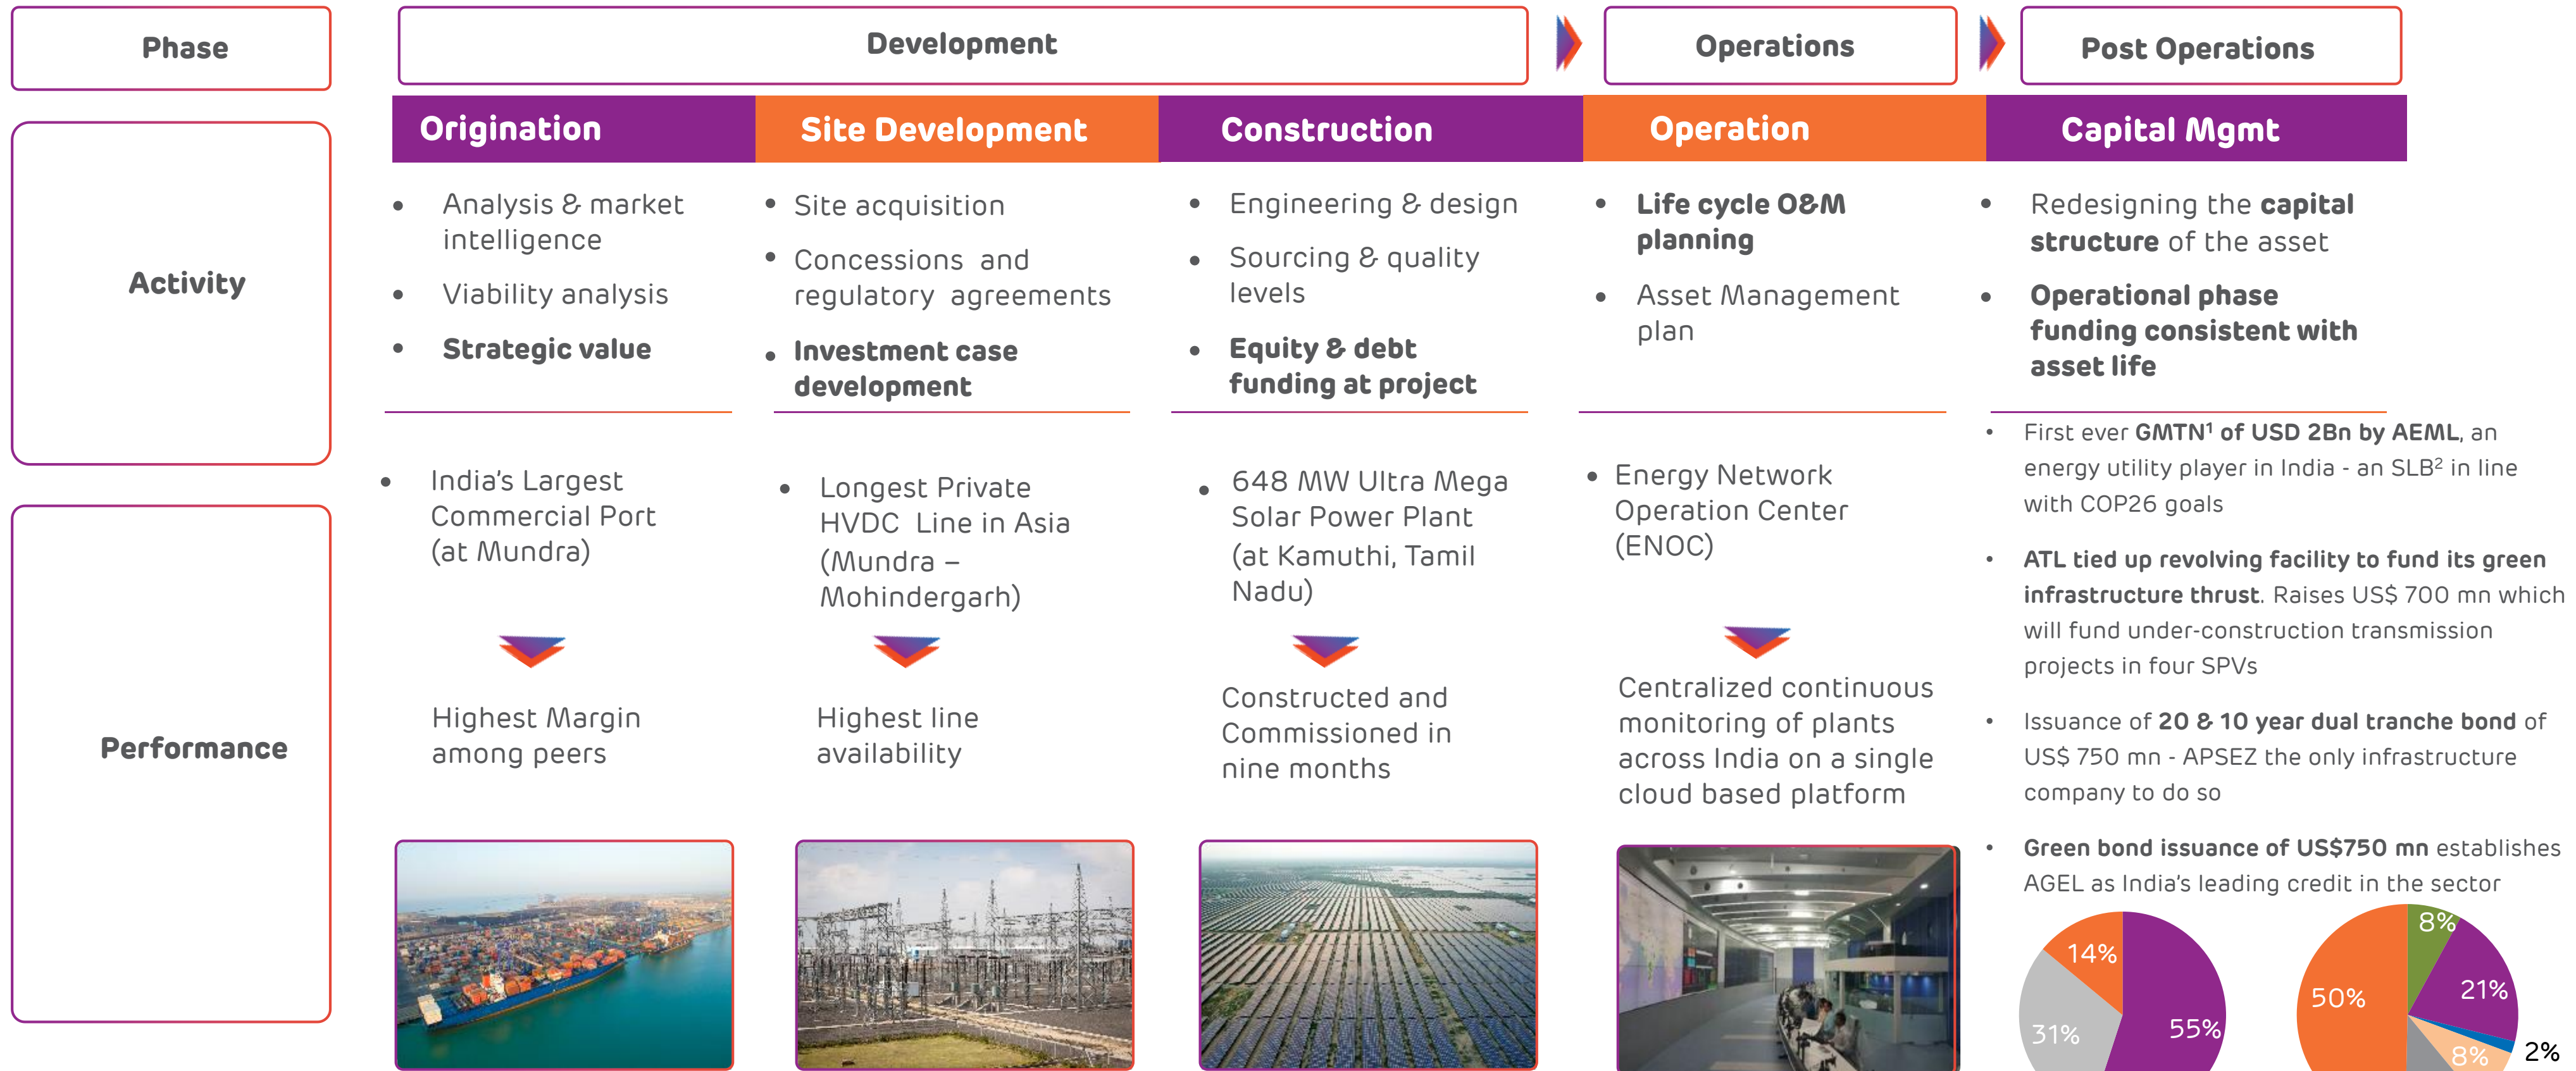 Phase
Development
Operations
Post Operations
Origination
Site Development
Construction
Operation
Capital Mgmt
Activity
• Analysis & market
intelligence
• Viability analysis
• Strategic value
• Site acquisition
• Concessions and
regulatory agreements
• Investment case
development
• Engineering & design
• Sourcing & quality
levels
• Equity & debt
funding at project
• Life cycle O&M
planning
• Asset Management
plan
• Redesigning the capital
structure of the asset
• Operational phase
funding consistent with
asset life
Performance
• India's Largest
Commercial Port
(at Mundra)
Highest Margin
among peers
• Longest Private
HVDC Line in Asia
(Mundra –
Mohindergarh)
Highest line
availability
• 648 MW Ultra Mega
Solar Power Plant
(at Kamuthi, Tamil
Nadu)
Constructed and
Commissioned in
nine months
• Energy Network
Operation Center
(ENOC)
Centralized continuous
monitoring of plants
across India on a single
cloud based platform
• First ever GMTN¹ of USD 2Bn by AEML, an
energy utility player in India - an SLB² in line
with COP26 goals
• ATL tied up revolving facility to fund its green
infrastructure thrust. Raises US$ 700 mn which
will fund under-construction transmission
projects in four SPVs
• Issuance of 20 & 10 year dual tranche bond of
US$ 750 mn - APSEZ the only infrastructure
company to do so
• Green bond issuance of US$750 mn establishes
AGEL as India's leading credit in the sector
14%
31%
55%
8%
50%
21%
8%
2%